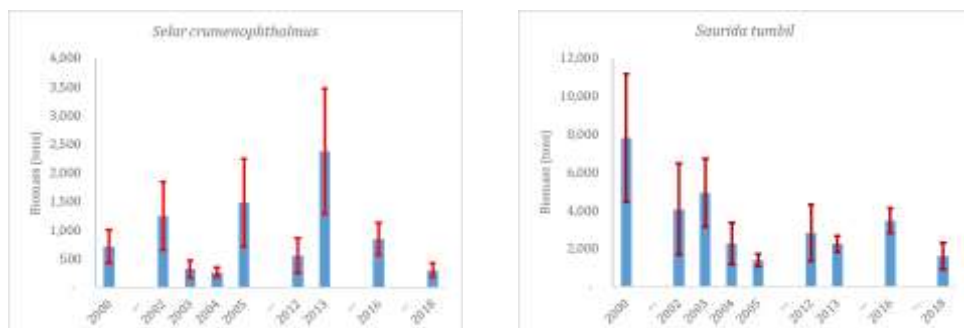 Selar crumenophthalmus
4,000
3,500
3,000
2,500
2,000
1,500
1,000
500
-
Biomass (tons)
2000 ... 2002 2003 2004 2005 ... 2012 2013 ... 2016 ... 2018
Saurida tumbil
12,000
10,000
8,000
6,000
4,000
2,000
-
Biomass (tons)
2000 ... 2002 2003 2004 2005 ... 2012 2013 ... 2016 ... 2018